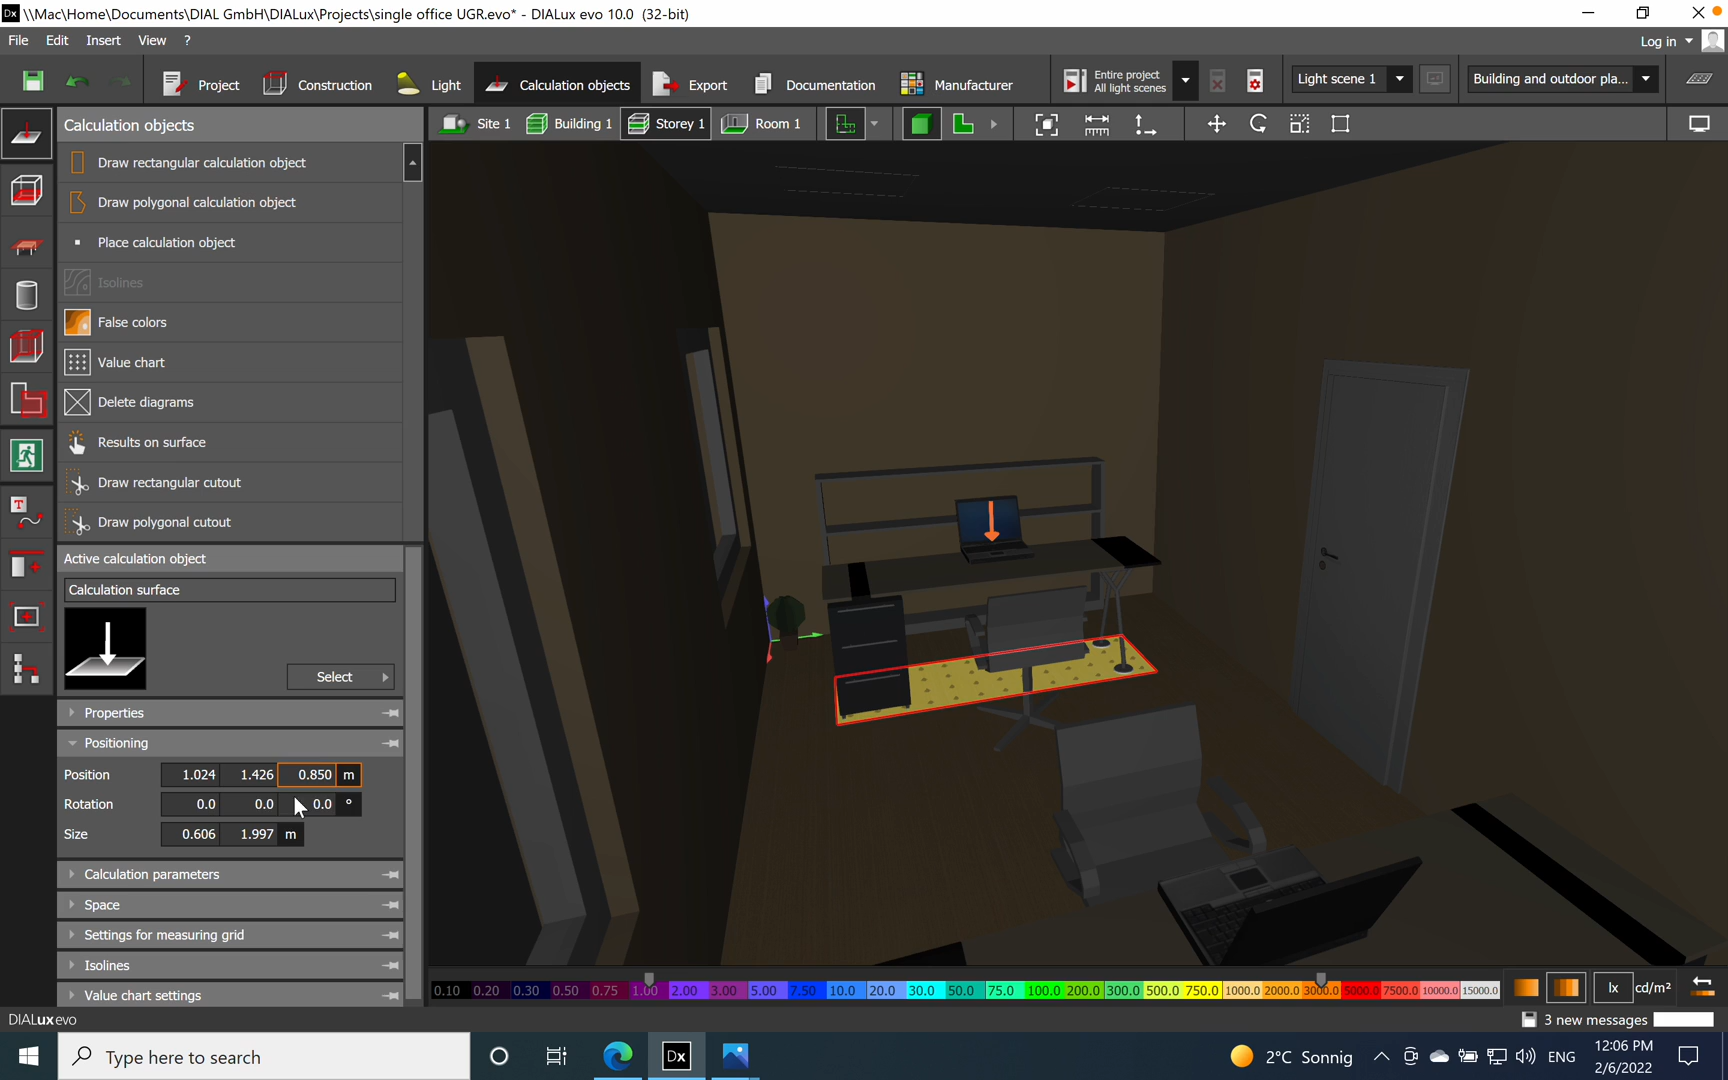 Dx \\Mac\Home\Documents\DIAL GmbH\DIALux\Projects\single office UGR.evo* - DIALux evo 10.0 (32-bit)
File Edit Insert View ?
Log in
Project Construction Light Calculation objects Export Documentation Manufacturer
Entire project
All light scenes
Light scene 1
Building and outdoor pla...
Calculation objects
Site 1 Building 1 Storey 1 Room 1
Draw rectangular calculation object
Draw polygonal calculation object
Place calculation object
Isolines
False colors
Value chart
Delete diagrams
Results on surface
Draw rectangular cutout
Draw polygonal cutout
T
Active calculation object
Calculation surface
Select
Properties
Positioning
Position 1.024 1.426 0.850 m
Rotation 0.0 0.0 0.0 °
Size 0.606 1.997 m
Calculation parameters
Space
Settings for measuring grid
Isolines
Value chart settings
0.10 0.20 0.30 0.50 0.75 1.00 2.00 3.00 5.00 7.50 10.0 20.0 30.0 50.0 75.0 100.0 200.0 300.0 500.0 750.0 1000.0 2000.0 3000.0 5000.0 7500.0 10000.0 15000.0
lx cd/m²
DIALux evo
3 new messages
Type here to search
Dx
2°C Sonnig
ENG
12:06 PM
2/6/2022